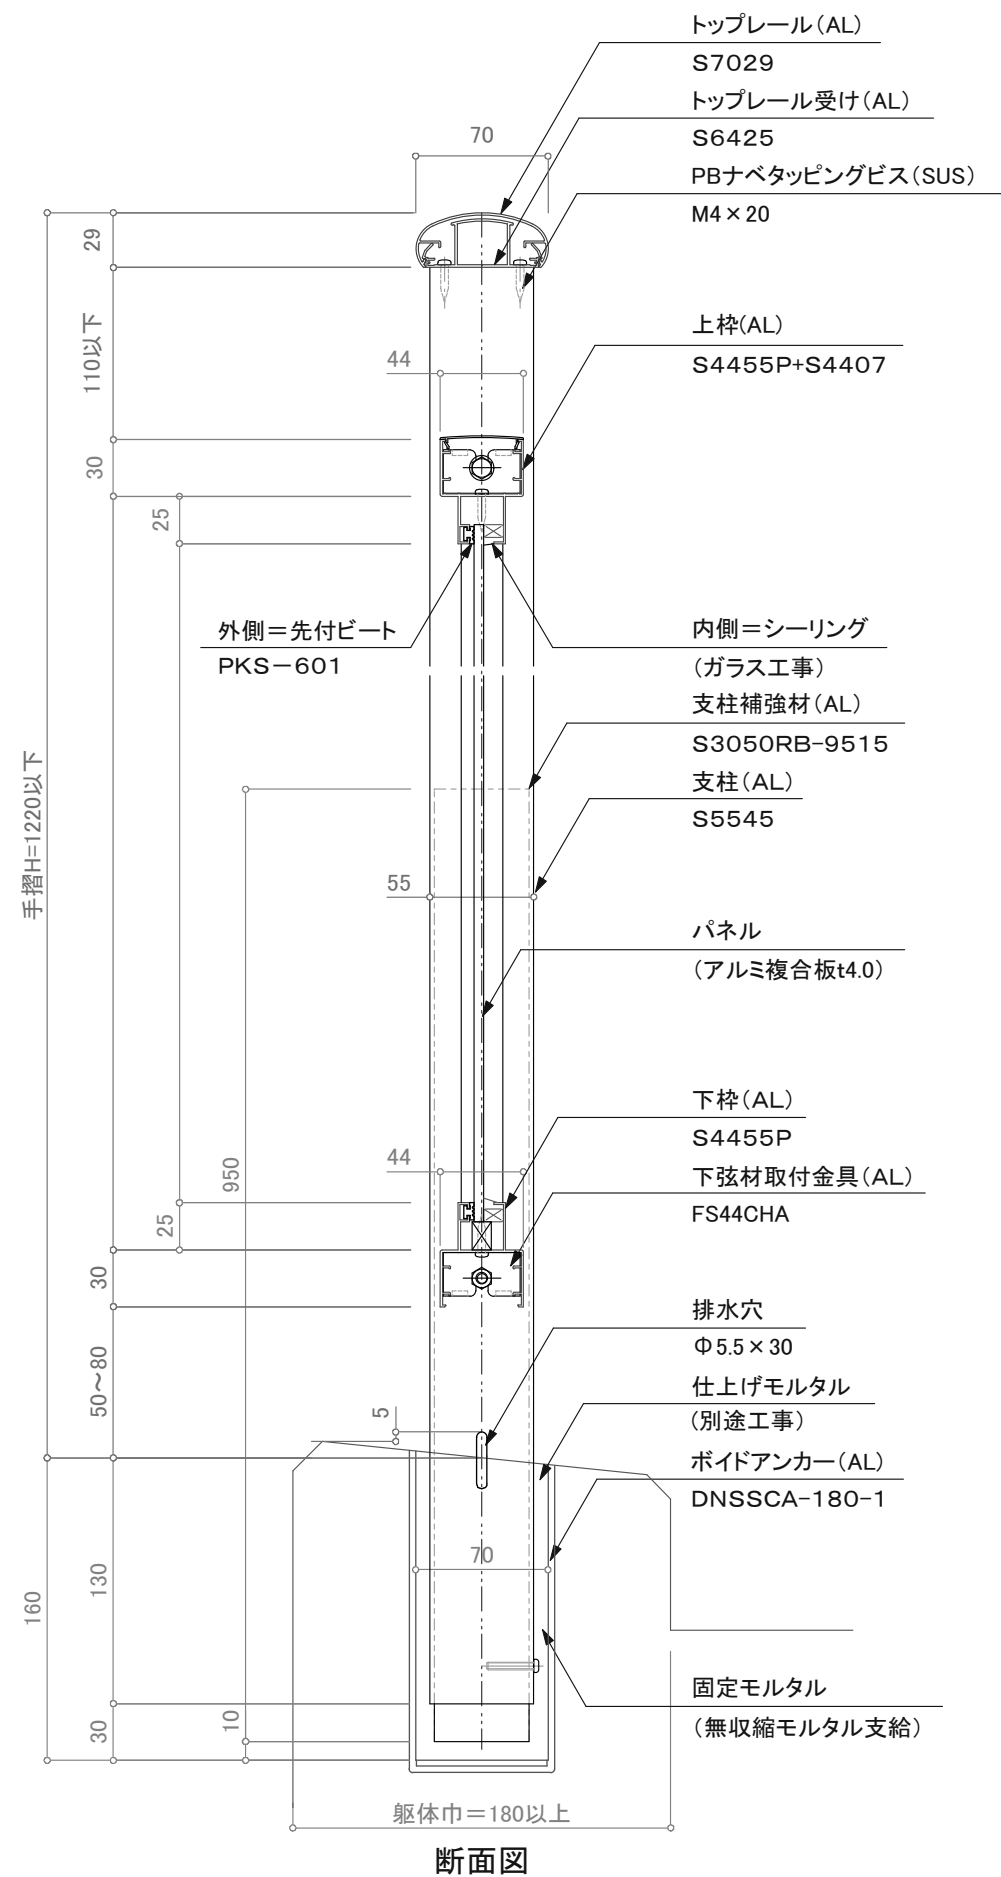 トップレール(AL)
S7029
トップレール受け(AL)
S6425
PBナベタッピングビス(SUS)
M4×20
70
29
110以下
上枠(AL)
S4455P+S4407
44
30
25
外側=先付ビート
PKS-601
内側=シーリング
(ガラス工事)
支柱補強材(AL)
S3050RB-9515
支柱(AL)
S5545
手摺H=1220以下
55
パネル
(アルミ複合板t4.0)
下枠(AL)
S4455P
44
950
下弦材取付金具(AL)
FS44CHA
25
30
排水穴
Φ5.5×30
50~80
5
仕上げモルタル
(別途工事)
ボイドアンカー(AL)
DNSSCA-180-1
70
130
160
固定モルタル
(無収縮モルタル支給)
30
10
躯体巾=180以上
断面図